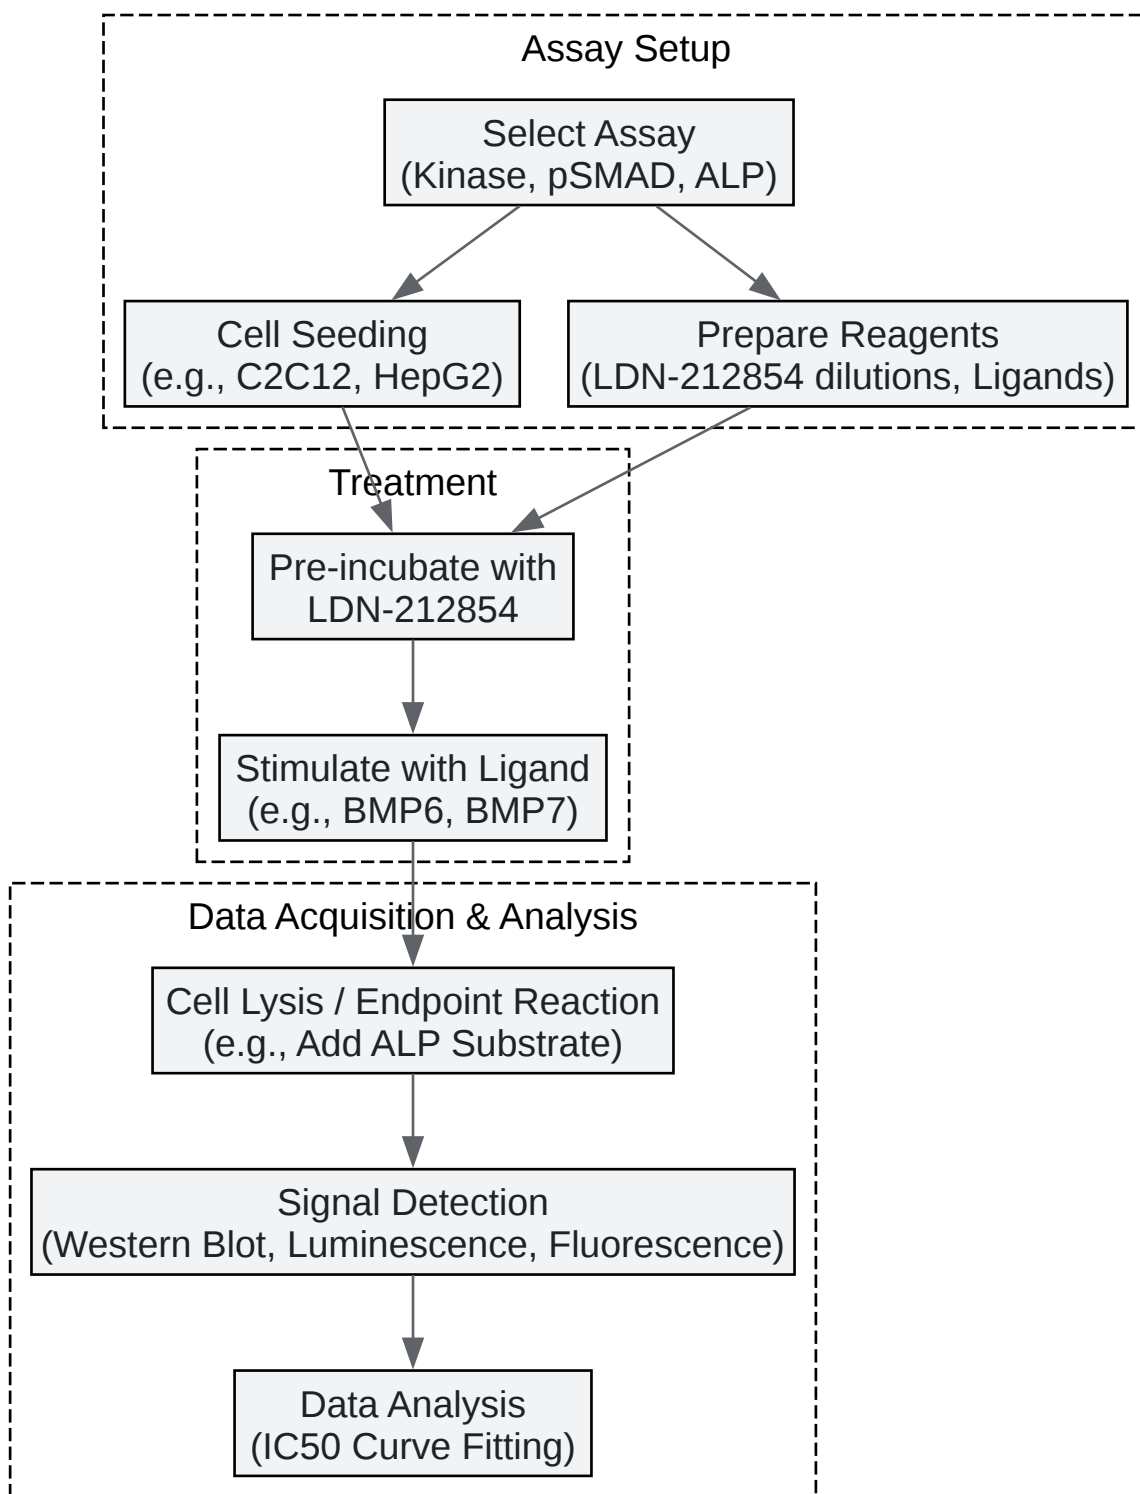 Assay Setup
Select Assay
(Kinase, pSMAD, ALP)
Cell Seeding
(e.g., C2C12, HepG2)
Prepare Reagents
(LDN-212854 dilutions, Ligands)
Treatment
Pre-incubate with
LDN-212854
Stimulate with Ligand
(e.g., BMP6, BMP7)
Data Acquisition & Analysis
Cell Lysis / Endpoint Reaction
(e.g., Add ALP Substrate)
Signal Detection
(Western Blot, Luminescence, Fluorescence)
Data Analysis
(IC50 Curve Fitting)